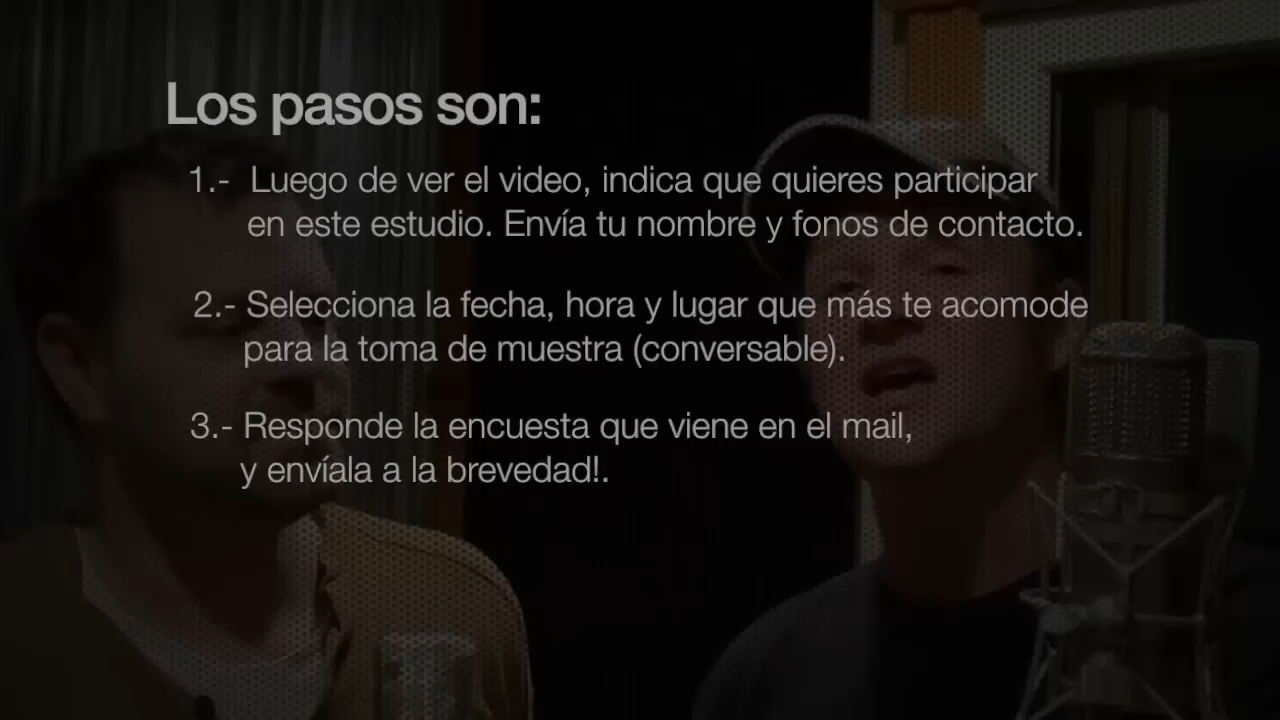 Los pasos son:
1.- Luego de ver el video, indica que quieres participar
en este estudio. Envía tu nombre y fonos de contacto.
2.- Selecciona la fecha, hora y lugar que más te acomode
para la toma de muestra (conversable).
3.- Responde la encuesta que viene en el mail,
y envíala a la brevedad!.